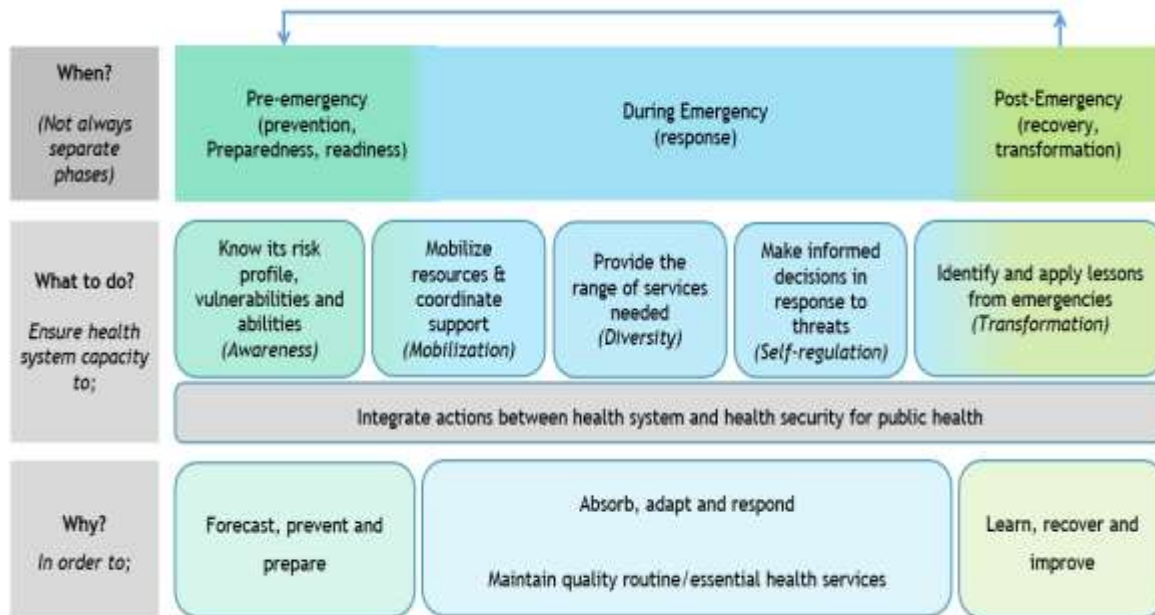 When?
(Not always
separate
phases)
Pre-emergency
(prevention,
Preparedness, readiness)
During Emergency
(response)
Post-Emergency
(recovery,
transformation)
What to do?
Ensure health
system capacity
to;
Know its risk
profile,
vulnerabilities and
abilities
(Awareness)
Mobilize
resources &
coordinate
support
(Mobilization)
Provide the
range of services
needed
(Diversity)
Make informed
decisions in
response to
threats
(Self-regulation)
Identify and apply lessons
from emergencies
(Transformation)
Integrate actions between health system and health security for public health
Why?
In order to;
Forecast, prevent and
prepare
Absorb, adapt and respond
Maintain quality routine/essential health services
Learn, recover and
improve